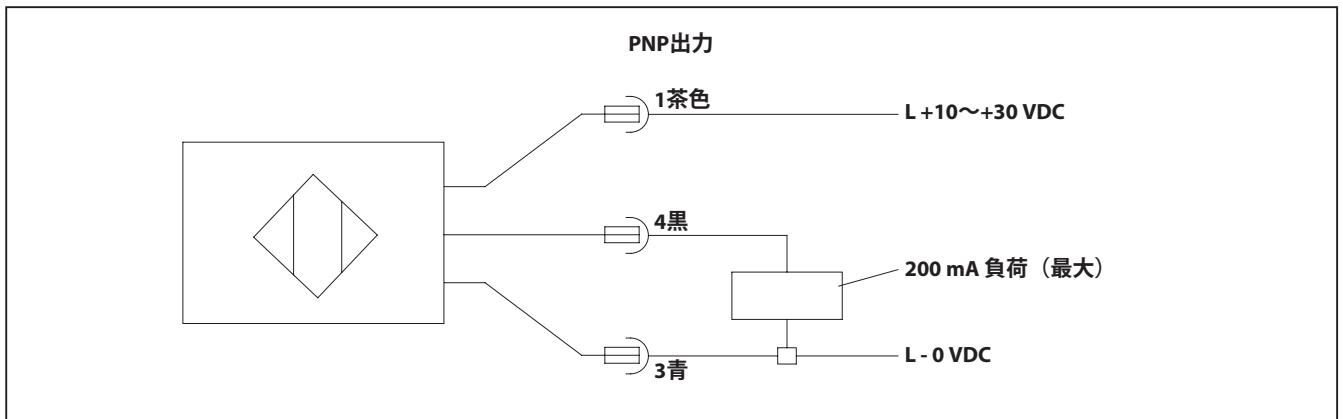 PNP出力
1茶色
L +10～+30 VDC
4黒
200 mA 負荷（最大）
3青
L - 0 VDC